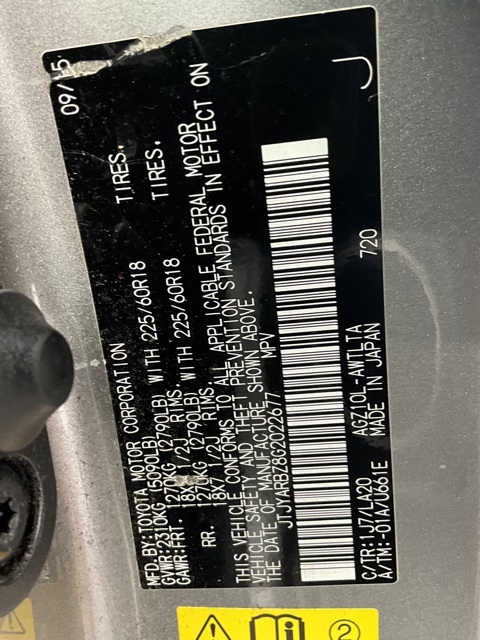 MFD.BY:TOYOTA MOTOR CORPORATION 09/15
GVWR:2310KG (5090LB)
GAWR:FRT. 1270KG (2790LB) WITH 225/60R18 TIRES.
18X7 1/2J RIMS.
RR. 1270KG (2790LB) WITH 225/60R18 TIRES.
18X7 1/2J RIMS.
THIS VEHICLE CONFORMS TO ALL APPLICABLE FEDERAL MOTOR
VEHICLE SAFETY AND THEFT PREVENTION STANDARDS IN EFFECT ON
THE DATE OF MANUFACTURE SHOWN ABOVE.
JTJYARBZ8G2022677 MPV
C/TR:1J7/LA20 AGZ10L-AWTLTA
A/TM:-01A/U661E MADE IN JAPAN 720 J
2